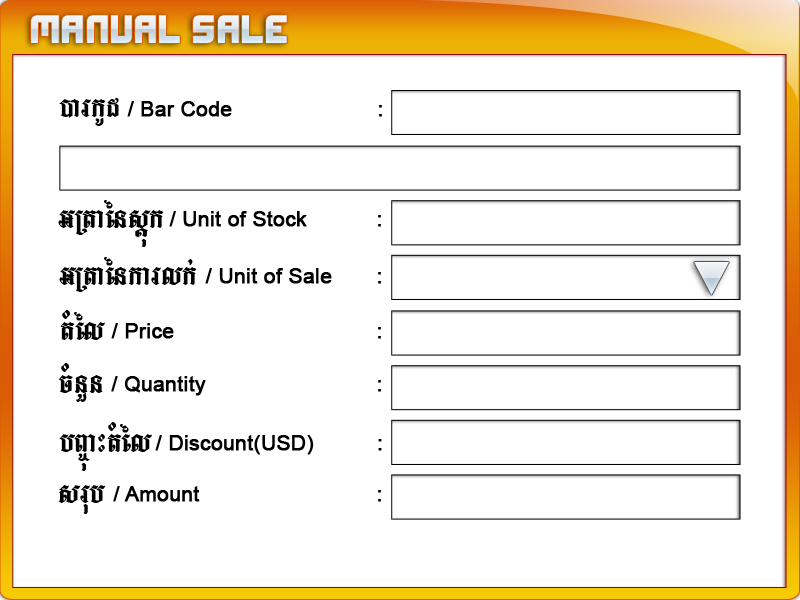 MANUAL SALE
បារកូដ / Bar Code :
អត្រានៃស្តុក / Unit of Stock :
អត្រានៃការលក់ / Unit of Sale :
តំលៃ / Price :
ចំនួន / Quantity :
បញ្ចុះតំលៃ / Discount(USD) :
សរុប / Amount :